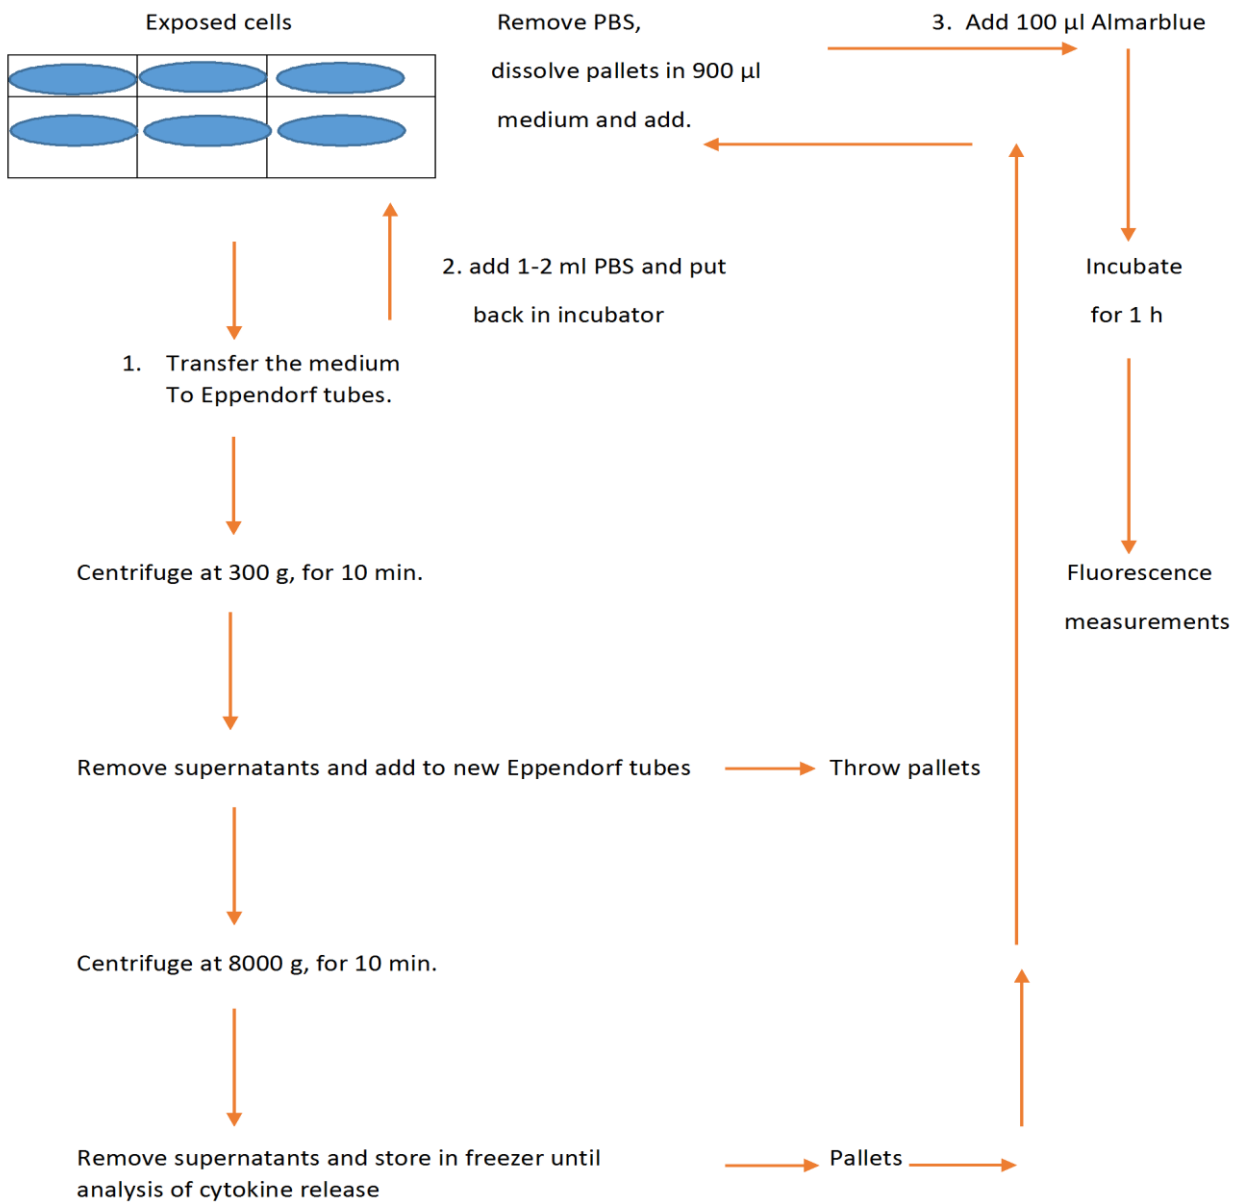 Exposed cells
Remove PBS,
dissolve pallets in 900 µl
medium and add.
3. Add 100 µl Almarblue
2. add 1-2 ml PBS and put
back in incubator
Incubate
for 1 h
1. Transfer the medium
To Eppendorf tubes.
Centrifuge at 300 g, for 10 min.
Fluorescence
measurements
Remove supernatants and add to new Eppendorf tubes
Throw pallets
Centrifuge at 8000 g, for 10 min.
Remove supernatants and store in freezer until
analysis of cytokine release
Pallets